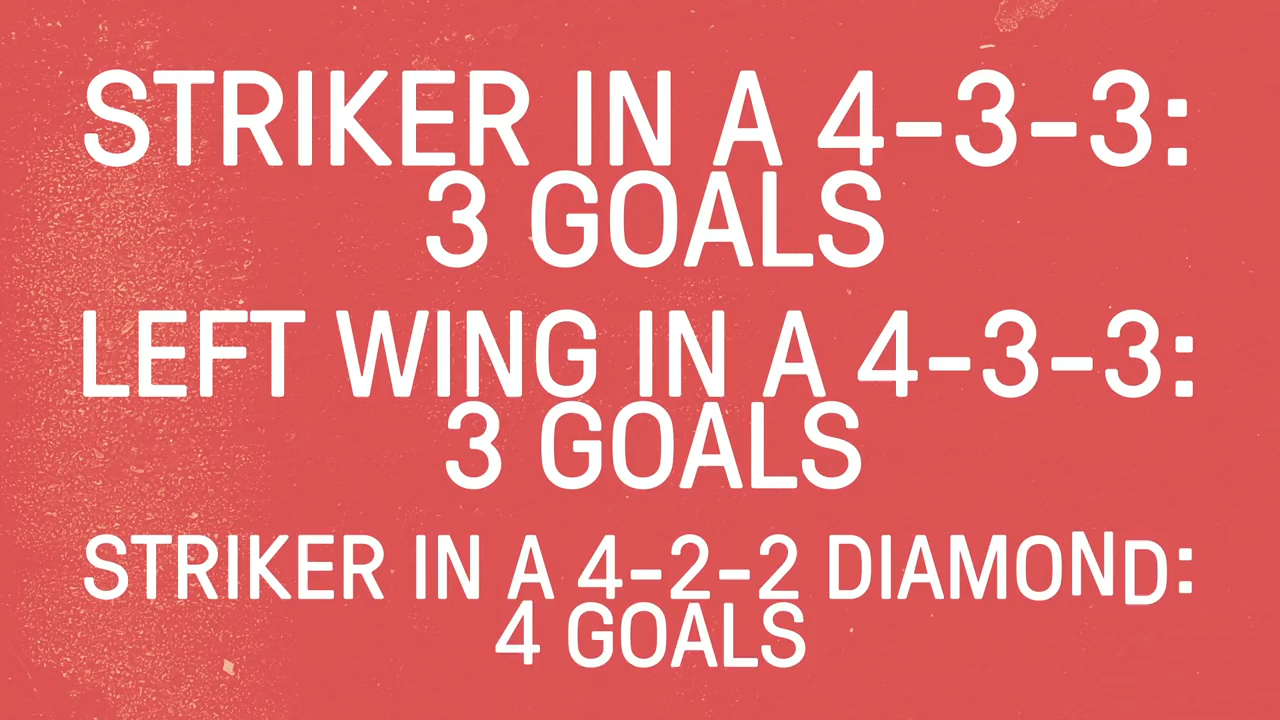 STRIKER IN A 4-3-3:
3 GOALS
LEFT WING IN A 4-3-3:
3 GOALS
STRIKER IN A 4-2-2 DIAMOND:
4 GOALS